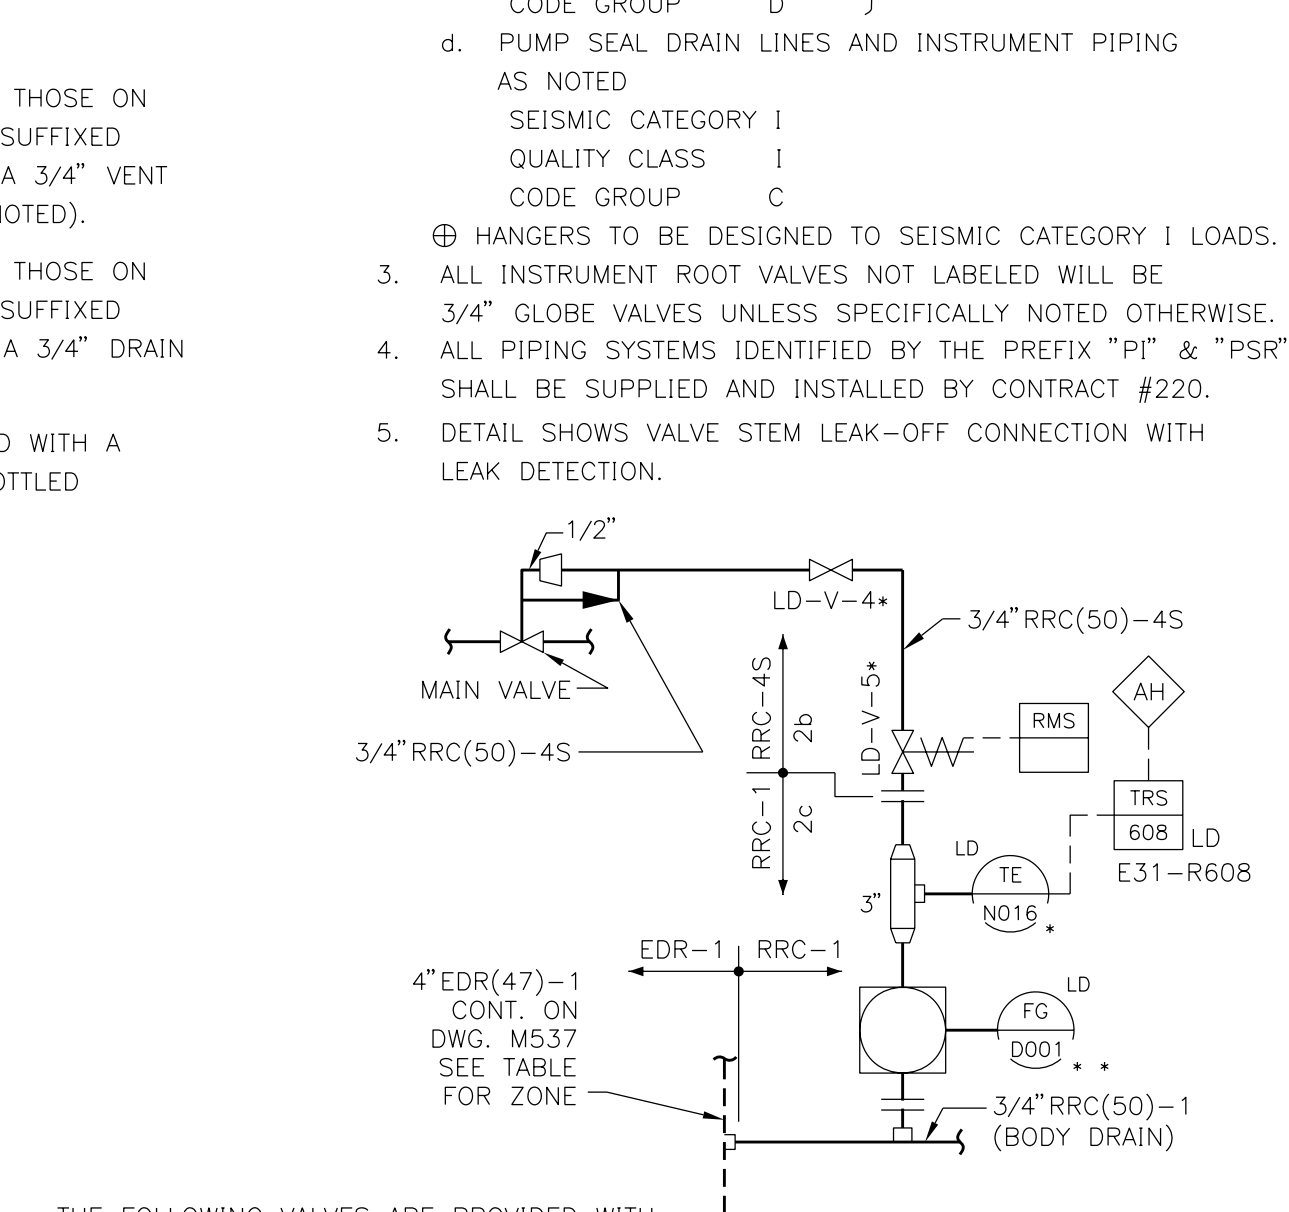 THOSE ON
SUFFIXED
A 3/4" VENT
NOTED).
THOSE ON
SUFFIXED
A 3/4" DRAIN
WITH A
OTTLED
CODE GROUP D
d. PUMP SEAL DRAIN LINES AND INSTRUMENT PIPING
AS NOTED
SEISMIC CATEGORY I
QUALITY CLASS I
CODE GROUP C
⊕ HANGERS TO BE DESIGNED TO SEISMIC CATEGORY I LOADS.
3. ALL INSTRUMENT ROOT VALVES NOT LABELED WILL BE
3/4" GLOBE VALVES UNLESS SPECIFICALLY NOTED OTHERWISE.
4. ALL PIPING SYSTEMS IDENTIFIED BY THE PREFIX "PI" & "PSR"
SHALL BE SUPPLIED AND INSTALLED BY CONTRACT #220.
5. DETAIL SHOWS VALVE STEM LEAK-OFF CONNECTION WITH
LEAK DETECTION.
1/2"
LD-V-4*
3/4"RRC(50)-4S
MAIN VALVE
3/4"RRC(50)-4S
RRC-4S
2b
LD-V-5*
RMS
AH
RRC-1
2c
TRS
608
LD
E31-R608
LD
TE
N016
*
3"
EDR-1
RRC-1
4"EDR(47)-1
CONT. ON
DWG. M537
SEE TABLE
FOR ZONE
LD
FG
D001
* *
3/4"RRC(50)-1
(BODY DRAIN)
THE FOLLOWING VALVES ARE PROVIDED WITH